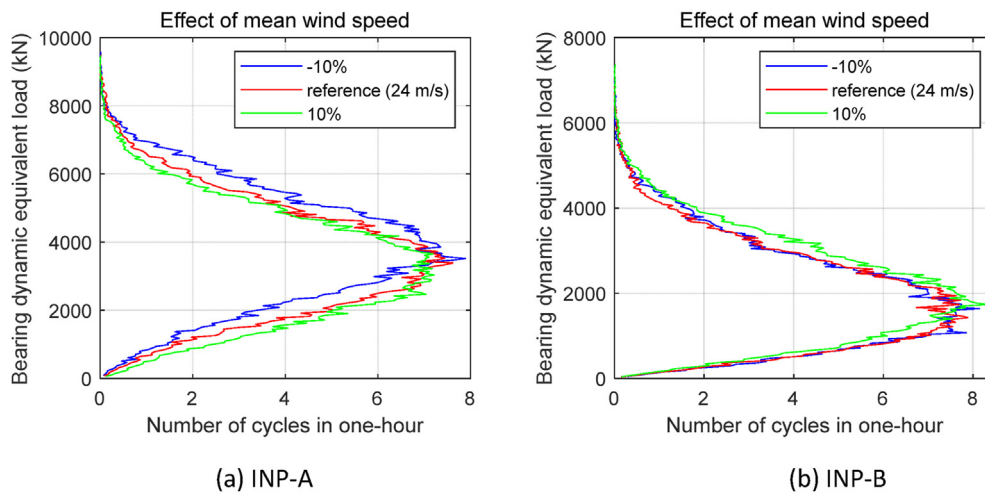 Effect of mean wind speed
Bearing dynamic equivalent load (kN)
10000
8000
6000
4000
2000
0
-10%
reference (24 m/s)
10%
0 2 4 6 8
Number of cycles in one-hour
(a) INP-A
Effect of mean wind speed
Bearing dynamic equivalent load (kN)
8000
6000
4000
2000
0
-10%
reference (24 m/s)
10%
0 2 4 6 8
Number of cycles in one-hour
(b) INP-B